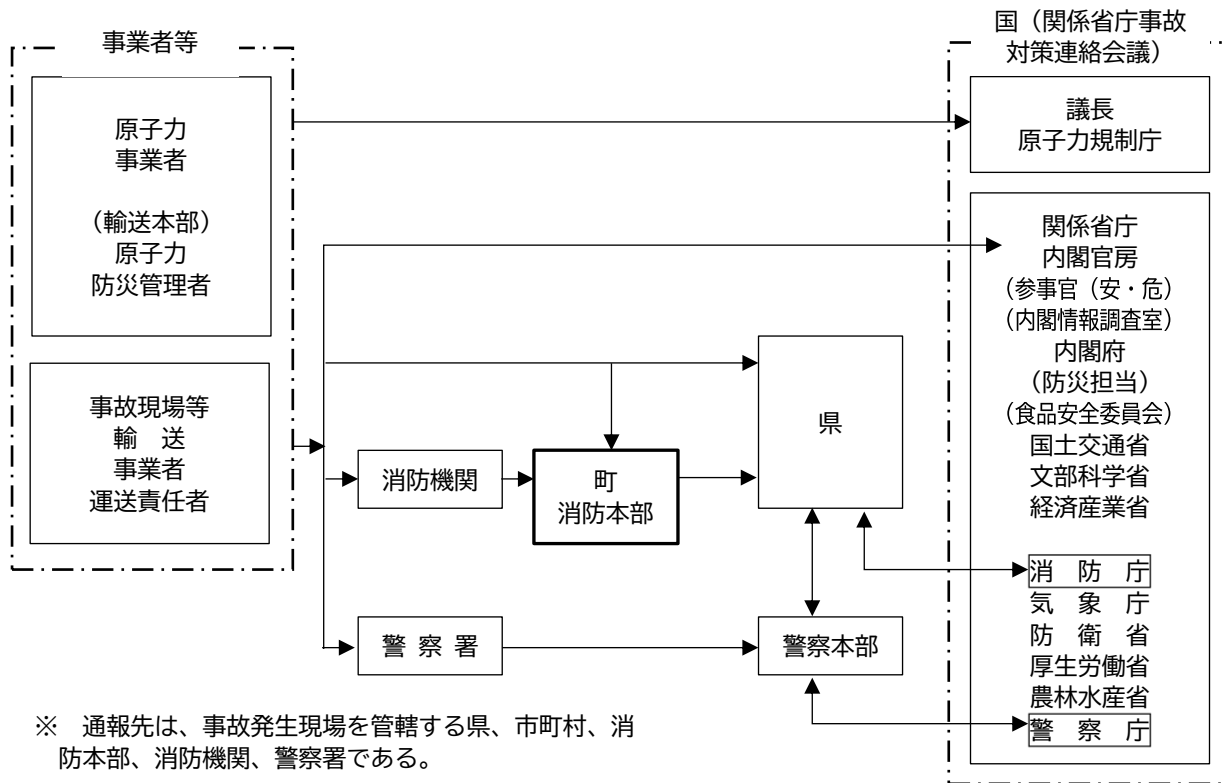 事業者等
原子力
事業者
（輸送本部）
原子力
防災管理者
事故現場等
輸　送
事業者
運送責任者
消防機関
町
消防本部
県
警 察 署
警察本部
国（関係省庁事故
対策連絡会議）
議長
原子力規制庁
関係省庁
内閣官房
（参事官（安・危）
（内閣情報調査室）
内閣府
（防災担当）
（食品安全委員会）
国土交通省
文部科学省
経済産業省
消　防　庁
気　象　庁
防　衛　省
厚生労働省
農林水産省
警　察　庁
※　通報先は、事故発生現場を管轄する県、市町村、消
防本部、消防機関、警察署である。